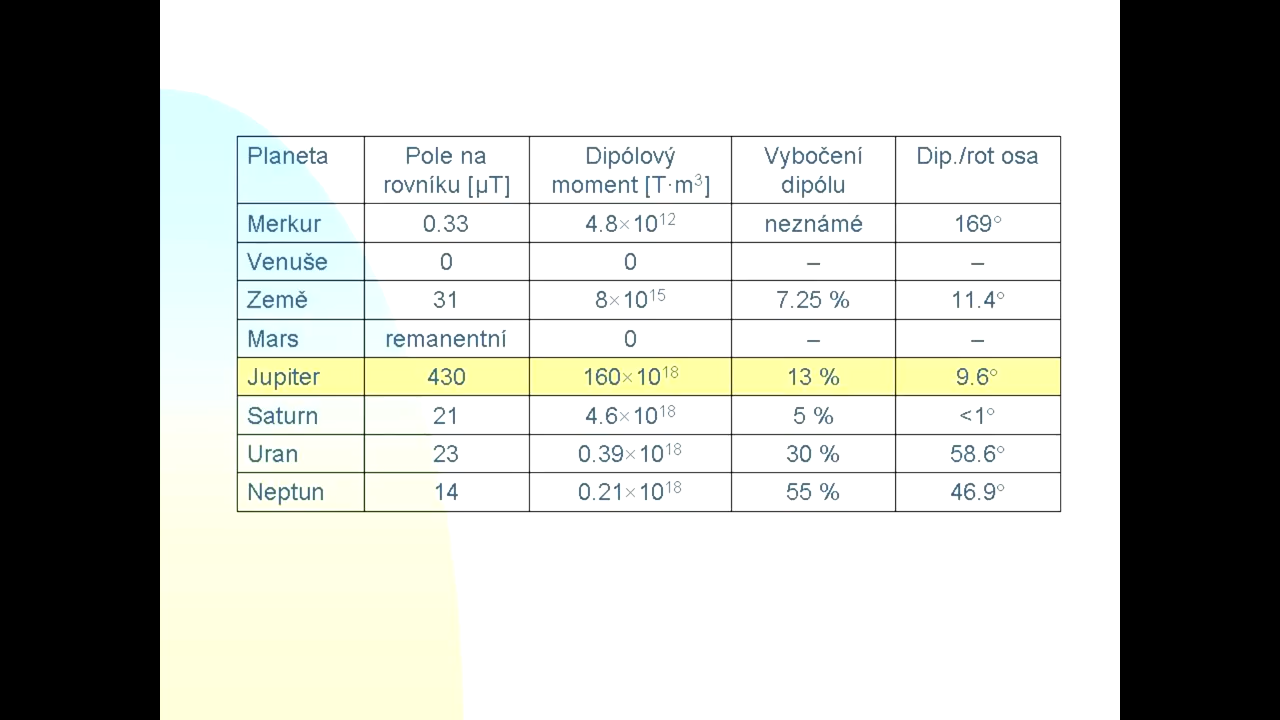 Planeta Pole na rovníku [µT] Dipólový moment [T·m³] Vybočení dipólu Dip./rot osa
Merkur 0.33 4.8×10¹² neznámé 169°
Venuše 0 0 – –
Země 31 8×10¹⁵ 7.25 % 11.4°
Mars remanentní 0 – –
Jupiter 430 160×10¹⁸ 13 % 9.6°
Saturn 21 4.6×10¹⁸ 5 % <1°
Uran 23 0.39×10¹⁸ 30 % 58.6°
Neptun 14 0.21×10¹⁸ 55 % 46.9°